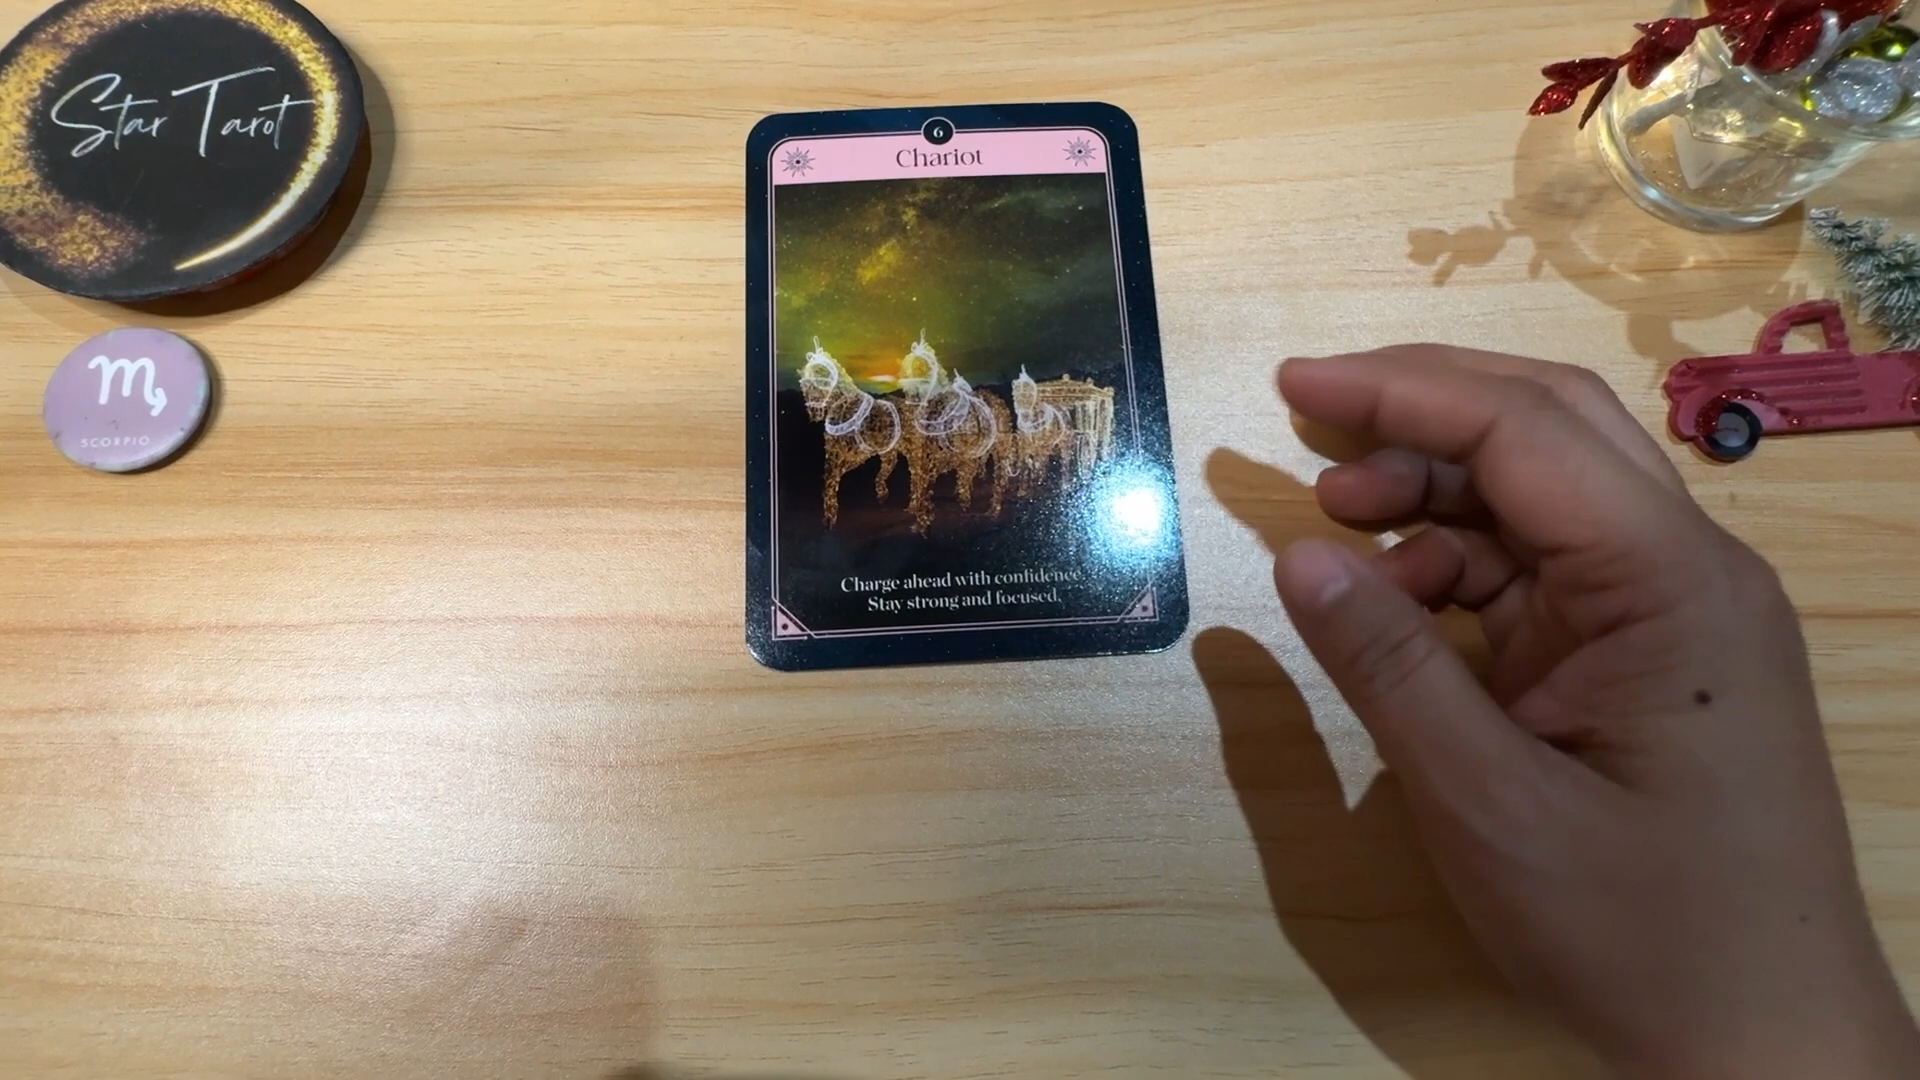 Star Tarot
SCORPIO
6
Chariot
Charge ahead with confidence.
Stay strong and focused.